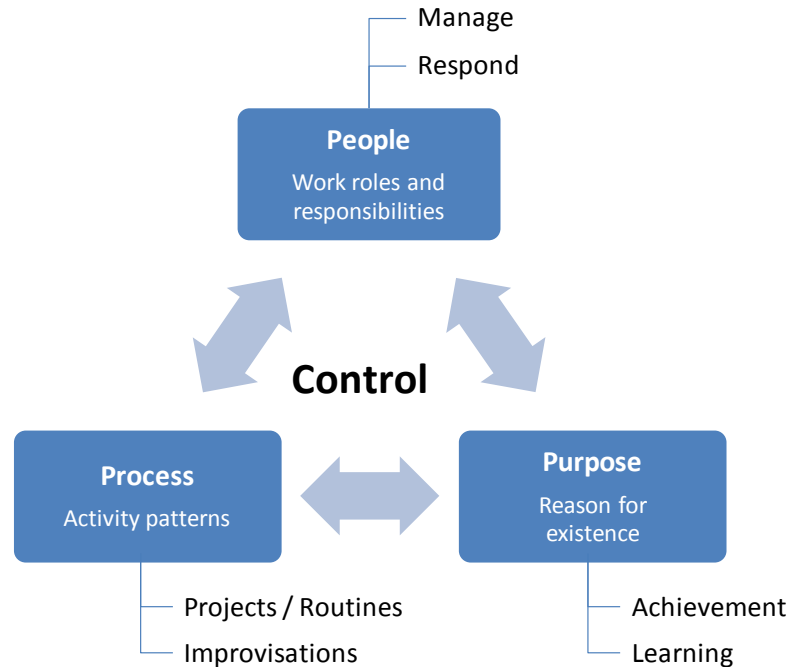 Manage
Respond
People
Work roles and
responsibilities
Control
Process
Activity patterns
Purpose
Reason for
existence
Projects / Routines
Improvisations
Achievement
Learning